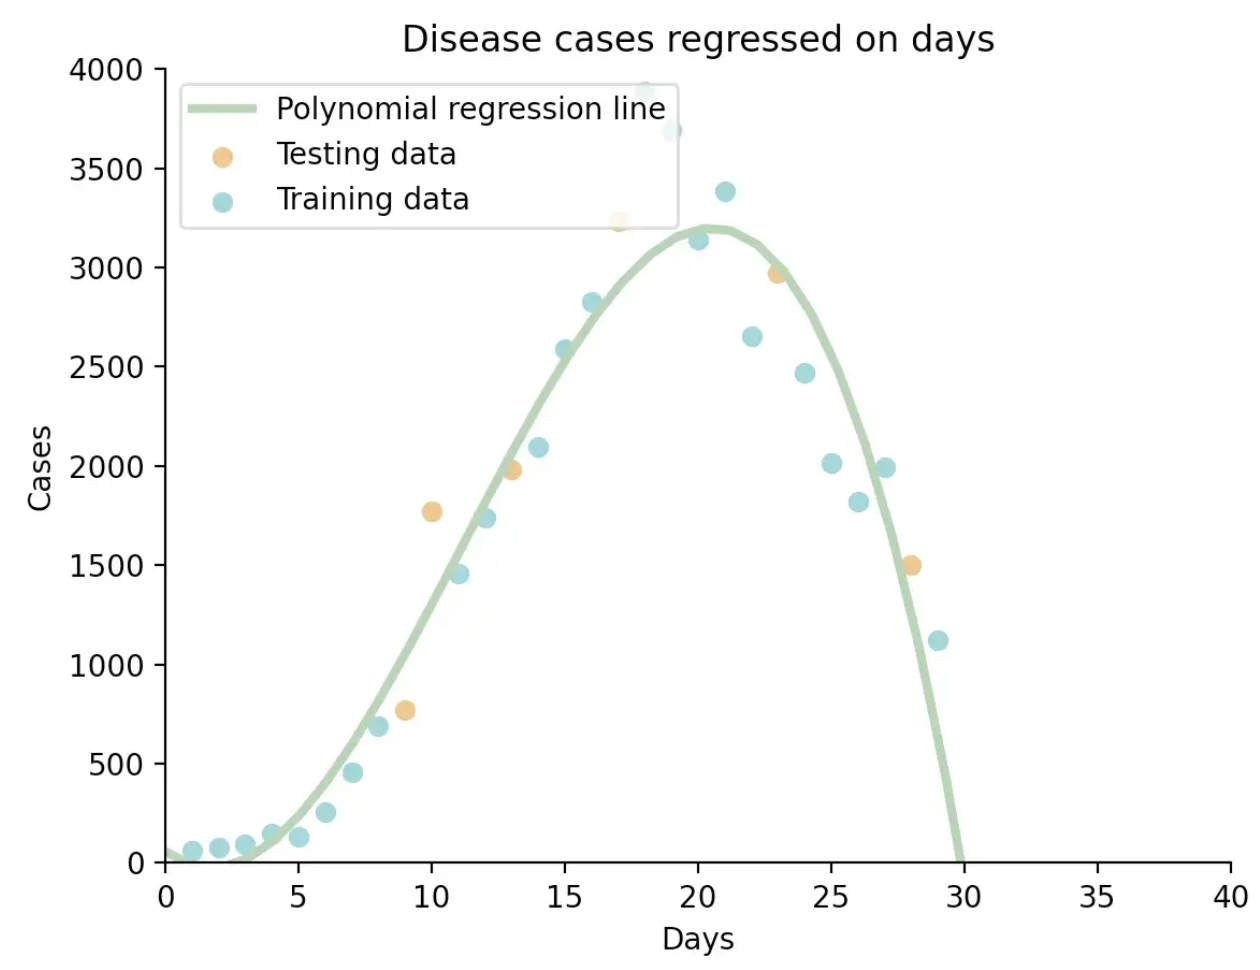 Disease cases regressed on days
4000
3500
3000
2500
2000
1500
1000
500
0
Cases
Polynomial regression line
Testing data
Training data
0 5 10 15 20 25 30 35 40
Days